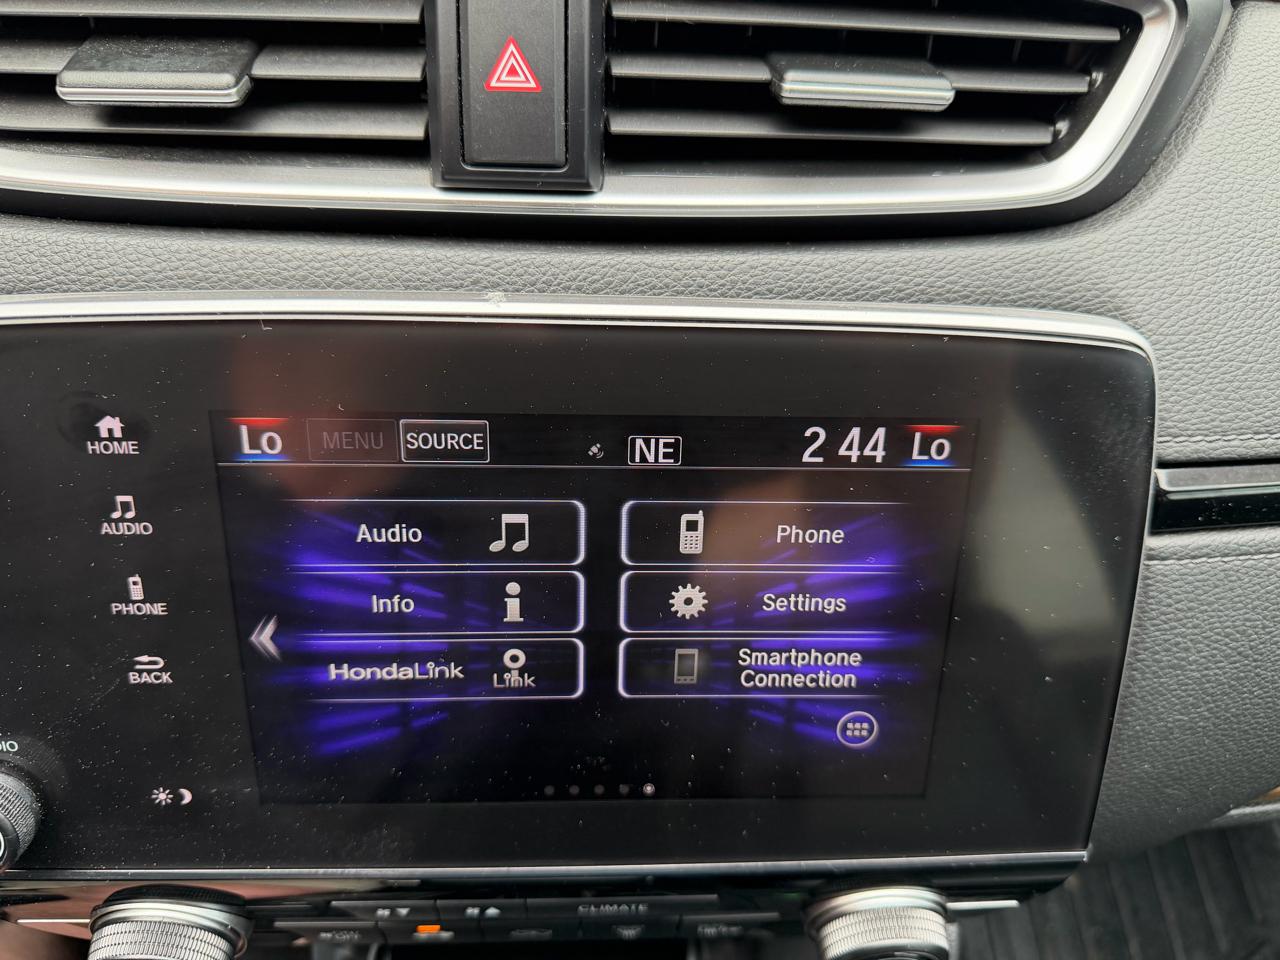 Lo MENU SOURCE NE 2 44 Lo
HOME
AUDIO
PHONE
BACK
Audio
Phone
Info
Settings
HondaLink
Link
Smartphone
Connection
CLIMATE